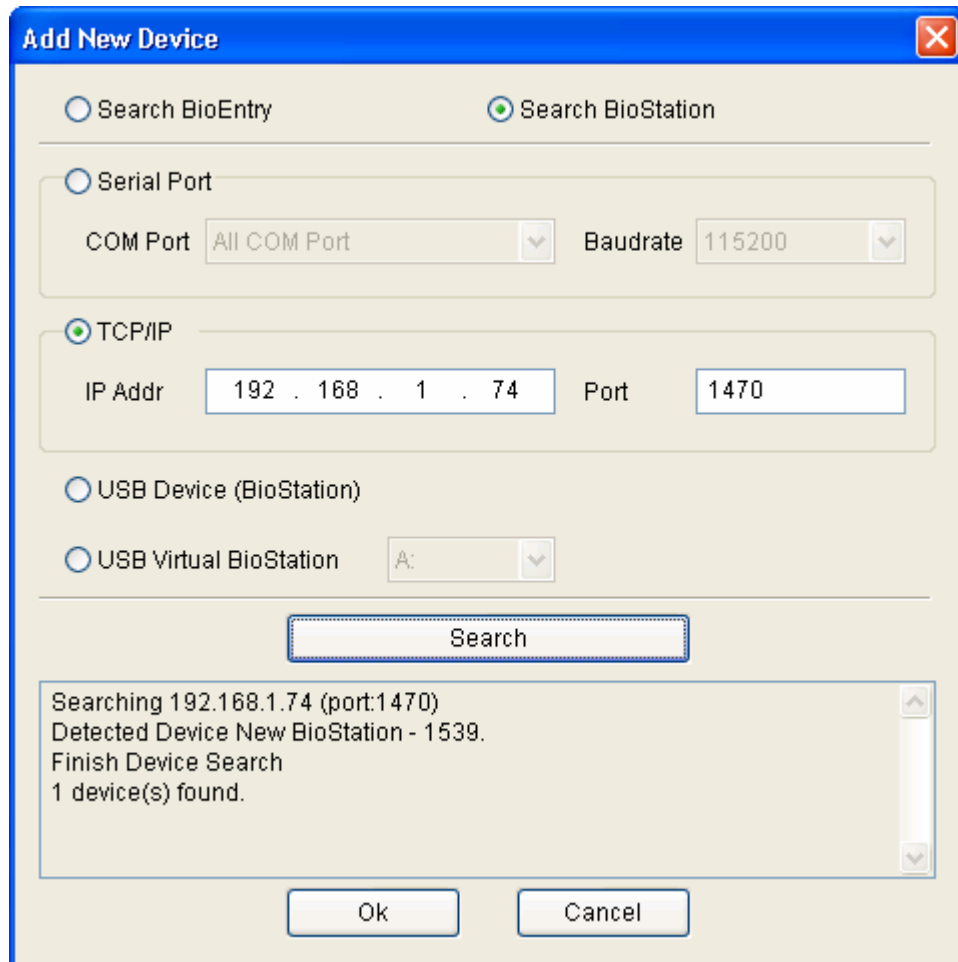 Add New Device
Search BioEntry Search BioStation
Serial Port
COM Port All COM Port Baudrate 115200
TCP/IP
IP Addr 192 . 168 . 1 . 74 Port 1470
USB Device (BioStation)
USB Virtual BioStation A:
Search
Searching 192.168.1.74 (port:1470)
Detected Device New BioStation - 1539.
Finish Device Search
1 device(s) found.
Ok Cancel